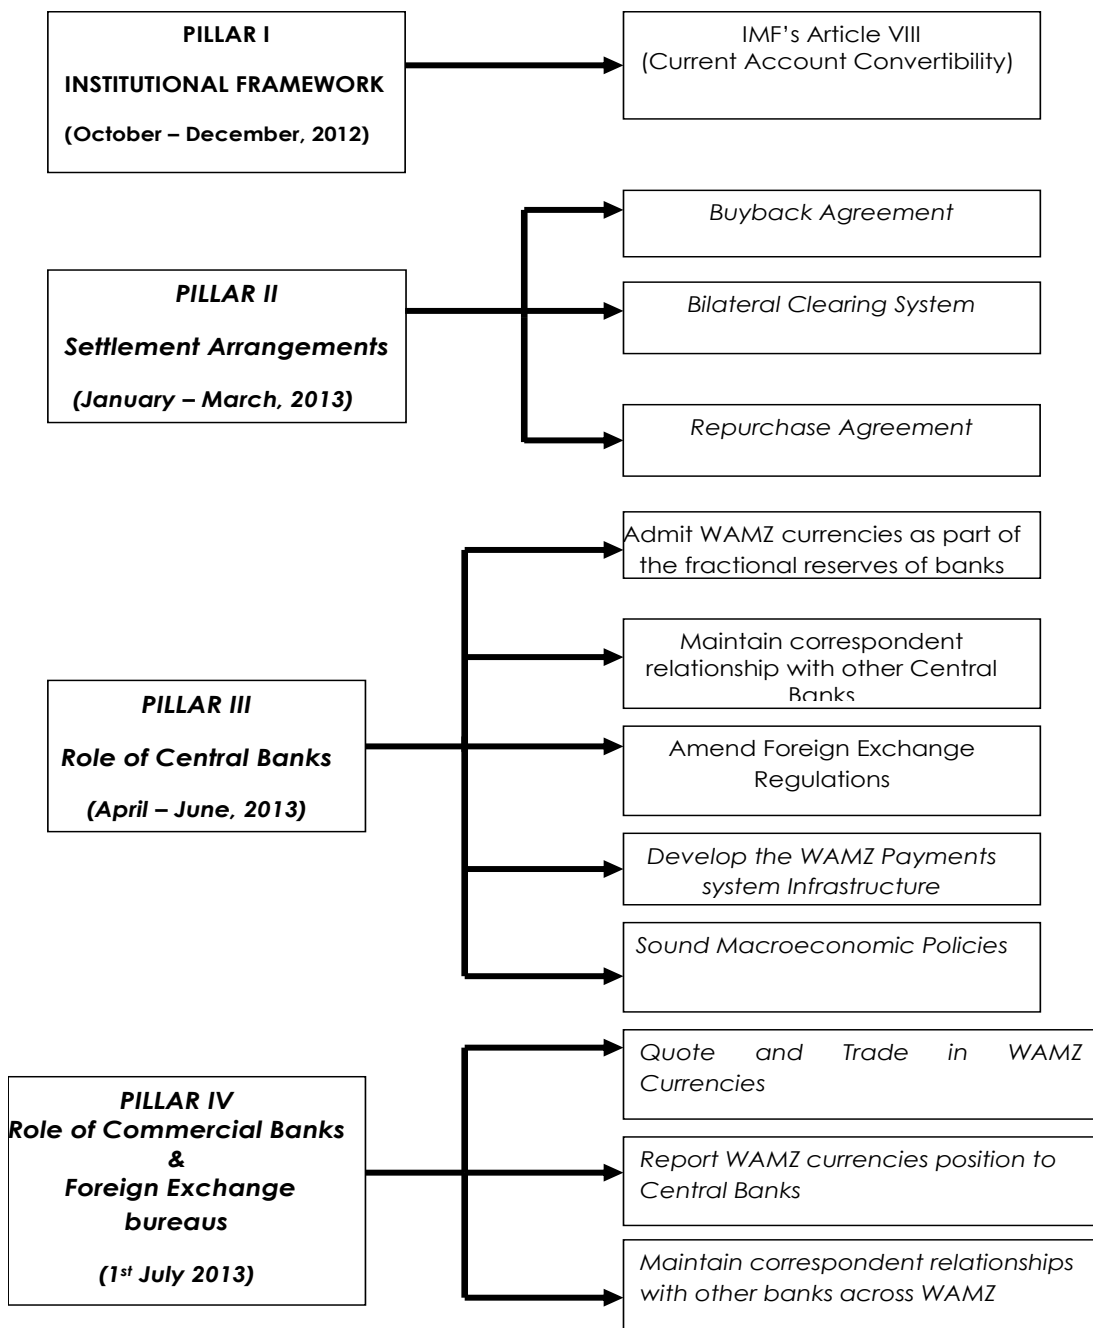 PILLAR I
INSTITUTIONAL FRAMEWORK
(October – December, 2012)
IMF's Article VIII
(Current Account Convertibility)
PILLAR II
Settlement Arrangements
(January – March, 2013)
Buyback Agreement
Bilateral Clearing System
Repurchase Agreement
PILLAR III
Role of Central Banks
(April – June, 2013)
Admit WAMZ currencies as part of
the fractional reserves of banks
Maintain correspondent
relationship with other Central
Banks
Amend Foreign Exchange
Regulations
Develop the WAMZ Payments
system Infrastructure
Sound Macroeconomic Policies
PILLAR IV
Role of Commercial Banks
&
Foreign Exchange
bureaus
(1st July 2013)
Quote and Trade in WAMZ
Currencies
Report WAMZ currencies position to
Central Banks
Maintain correspondent relationships
with other banks across WAMZ